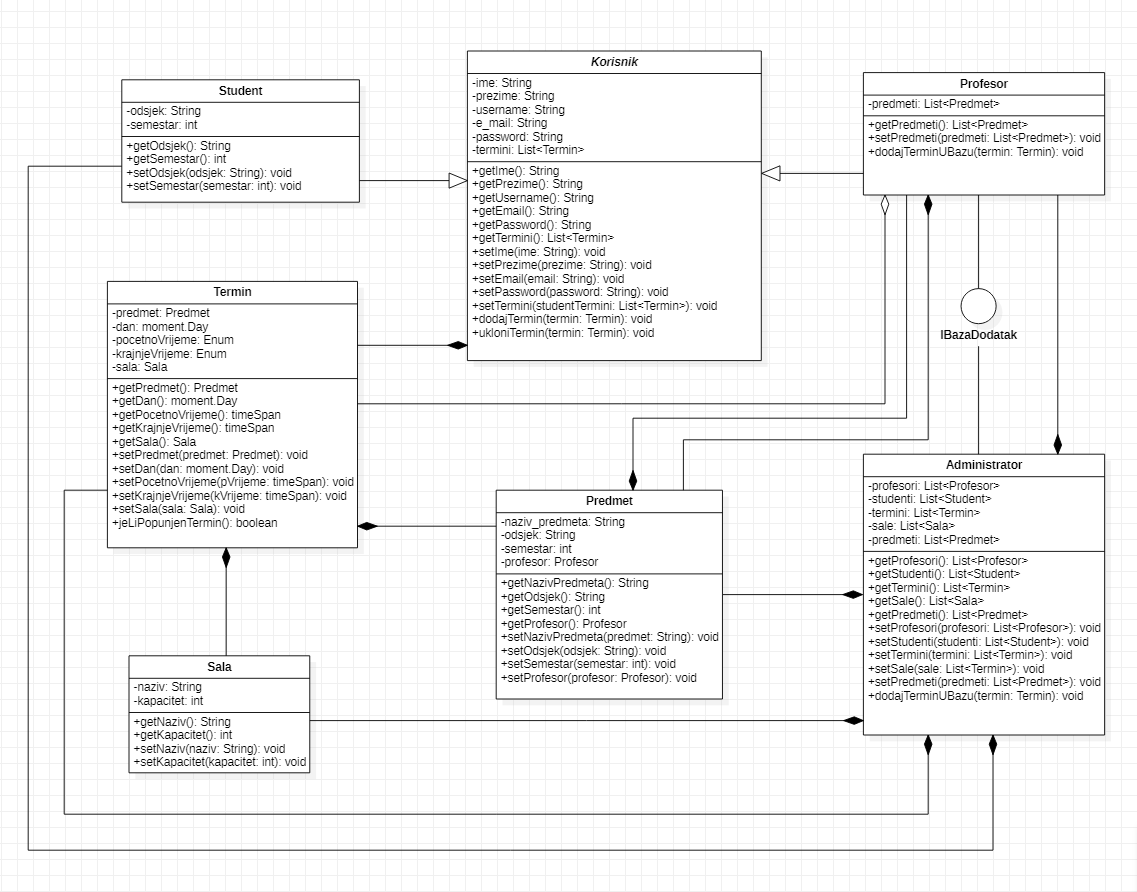 Student
-odsjek: String
-semestar: int
+getOdsjek(): String
+getSemestar(): int
+setOdsjek(odsjek: String): void
+setSemestar(semestar: int): void
Korisnik
-ime: String
-prezime: String
-username: String
-e_mail: String
-password: String
-termini: List<Termin>
+getIme(): String
+getPrezime(): String
+getUsername(): String
+getEmail(): String
+getPassword(): String
+getTermini(): List<Termin>
+setIme(ime: String): void
+setPrezime(prezime: String): void
+setEmail(email: String): void
+setPassword(password: String): void
+setTermini(studentTermini: List<Termin>): void
+dodajTermin(termin: Termin): void
+ukloniTermin(termin: Termin): void
Profesor
-predmeti: List<Predmet>
+getPredmeti(): List<Predmet>
+setPredmeti(predmeti: List<Predmet>): void
+dodajTerminUBazu(termin: Termin): void
Termin
-predmet: Predmet
-dan: moment.Day
-pocetnoVrijeme: Enum
-krajnjeVrijeme: Enum
-sala: Sala
+getPredmet(): Predmet
+getDan(): moment.Day
+getPocetnoVrijeme(): timeSpan
+getKrajnjeVrijeme(): timeSpan
+getSala(): Sala
+setPredmet(predmet: Predmet): void
+setDan(dan: moment.Day): void
+setPocetnoVrijeme(pVrijeme: timeSpan): void
+setKrajnjeVrijeme(kVrijeme: timeSpan): void
+setSala(sala: Sala): void
+jeLiPopunjenTermin(): boolean
IBazaDodatak
Predmet
-naziv_predmeta: String
-odsjek: String
-semestar: int
-profesor: Profesor
+getNazivPredmeta(): String
+getOdsjek(): String
+getSemestar(): int
+getProfesor(): Profesor
+setNazivPredmeta(predmet: String): void
+setOdsjek(odsjek: String): void
+setSemestar(semestar: int): void
+setProfesor(profesor: Profesor): void
Administrator
-profesori: List<Profesor>
-studenti: List<Student>
-termini: List<Termin>
-sale: List<Sala>
-predmeti: List<Predmet>
+getProfesori(): List<Profesor>
+getStudenti(): List<Student>
+getTermini(): List<Termin>
+getSale(): List<Sala>
+getPredmeti(): List<Predmet>
+setProfesori(profesori: List<Profesor>): void
+setStudenti(studenti: List<Student>): void
+setTermini(termini: List<Termin>): void
+setSale(sale: List<Termin>): void
+setPredmeti(predmeti: List<Predmet>): void
+dodajTerminUBazu(termin: Termin): void
Sala
-naziv: String
-kapacitet: int
+getNaziv(): String
+getKapacitet(): int
+setNaziv(naziv: String): void
+setKapacitet(kapacitet: int): void